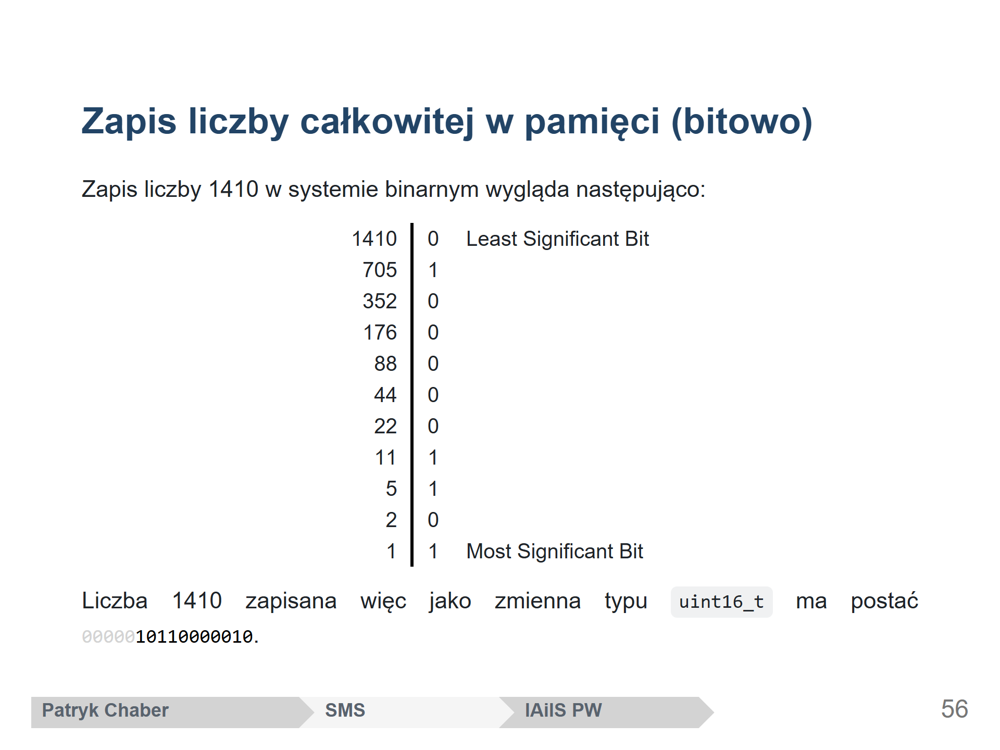 Zapis liczby całkowitej w pamięci (bitowo)
Zapis liczby 1410 w systemie binarnym wygląda następująco:
1410 0 Least Significant Bit
705 1
352 0
176 0
88 0
44 0
22 0
11 1
5 1
2 0
1 1 Most Significant Bit
Liczba 1410 zapisana więc jako zmienna typu uint16_t ma postać
0000010110000010.
Patryk Chaber SMS IAiIS PW 56